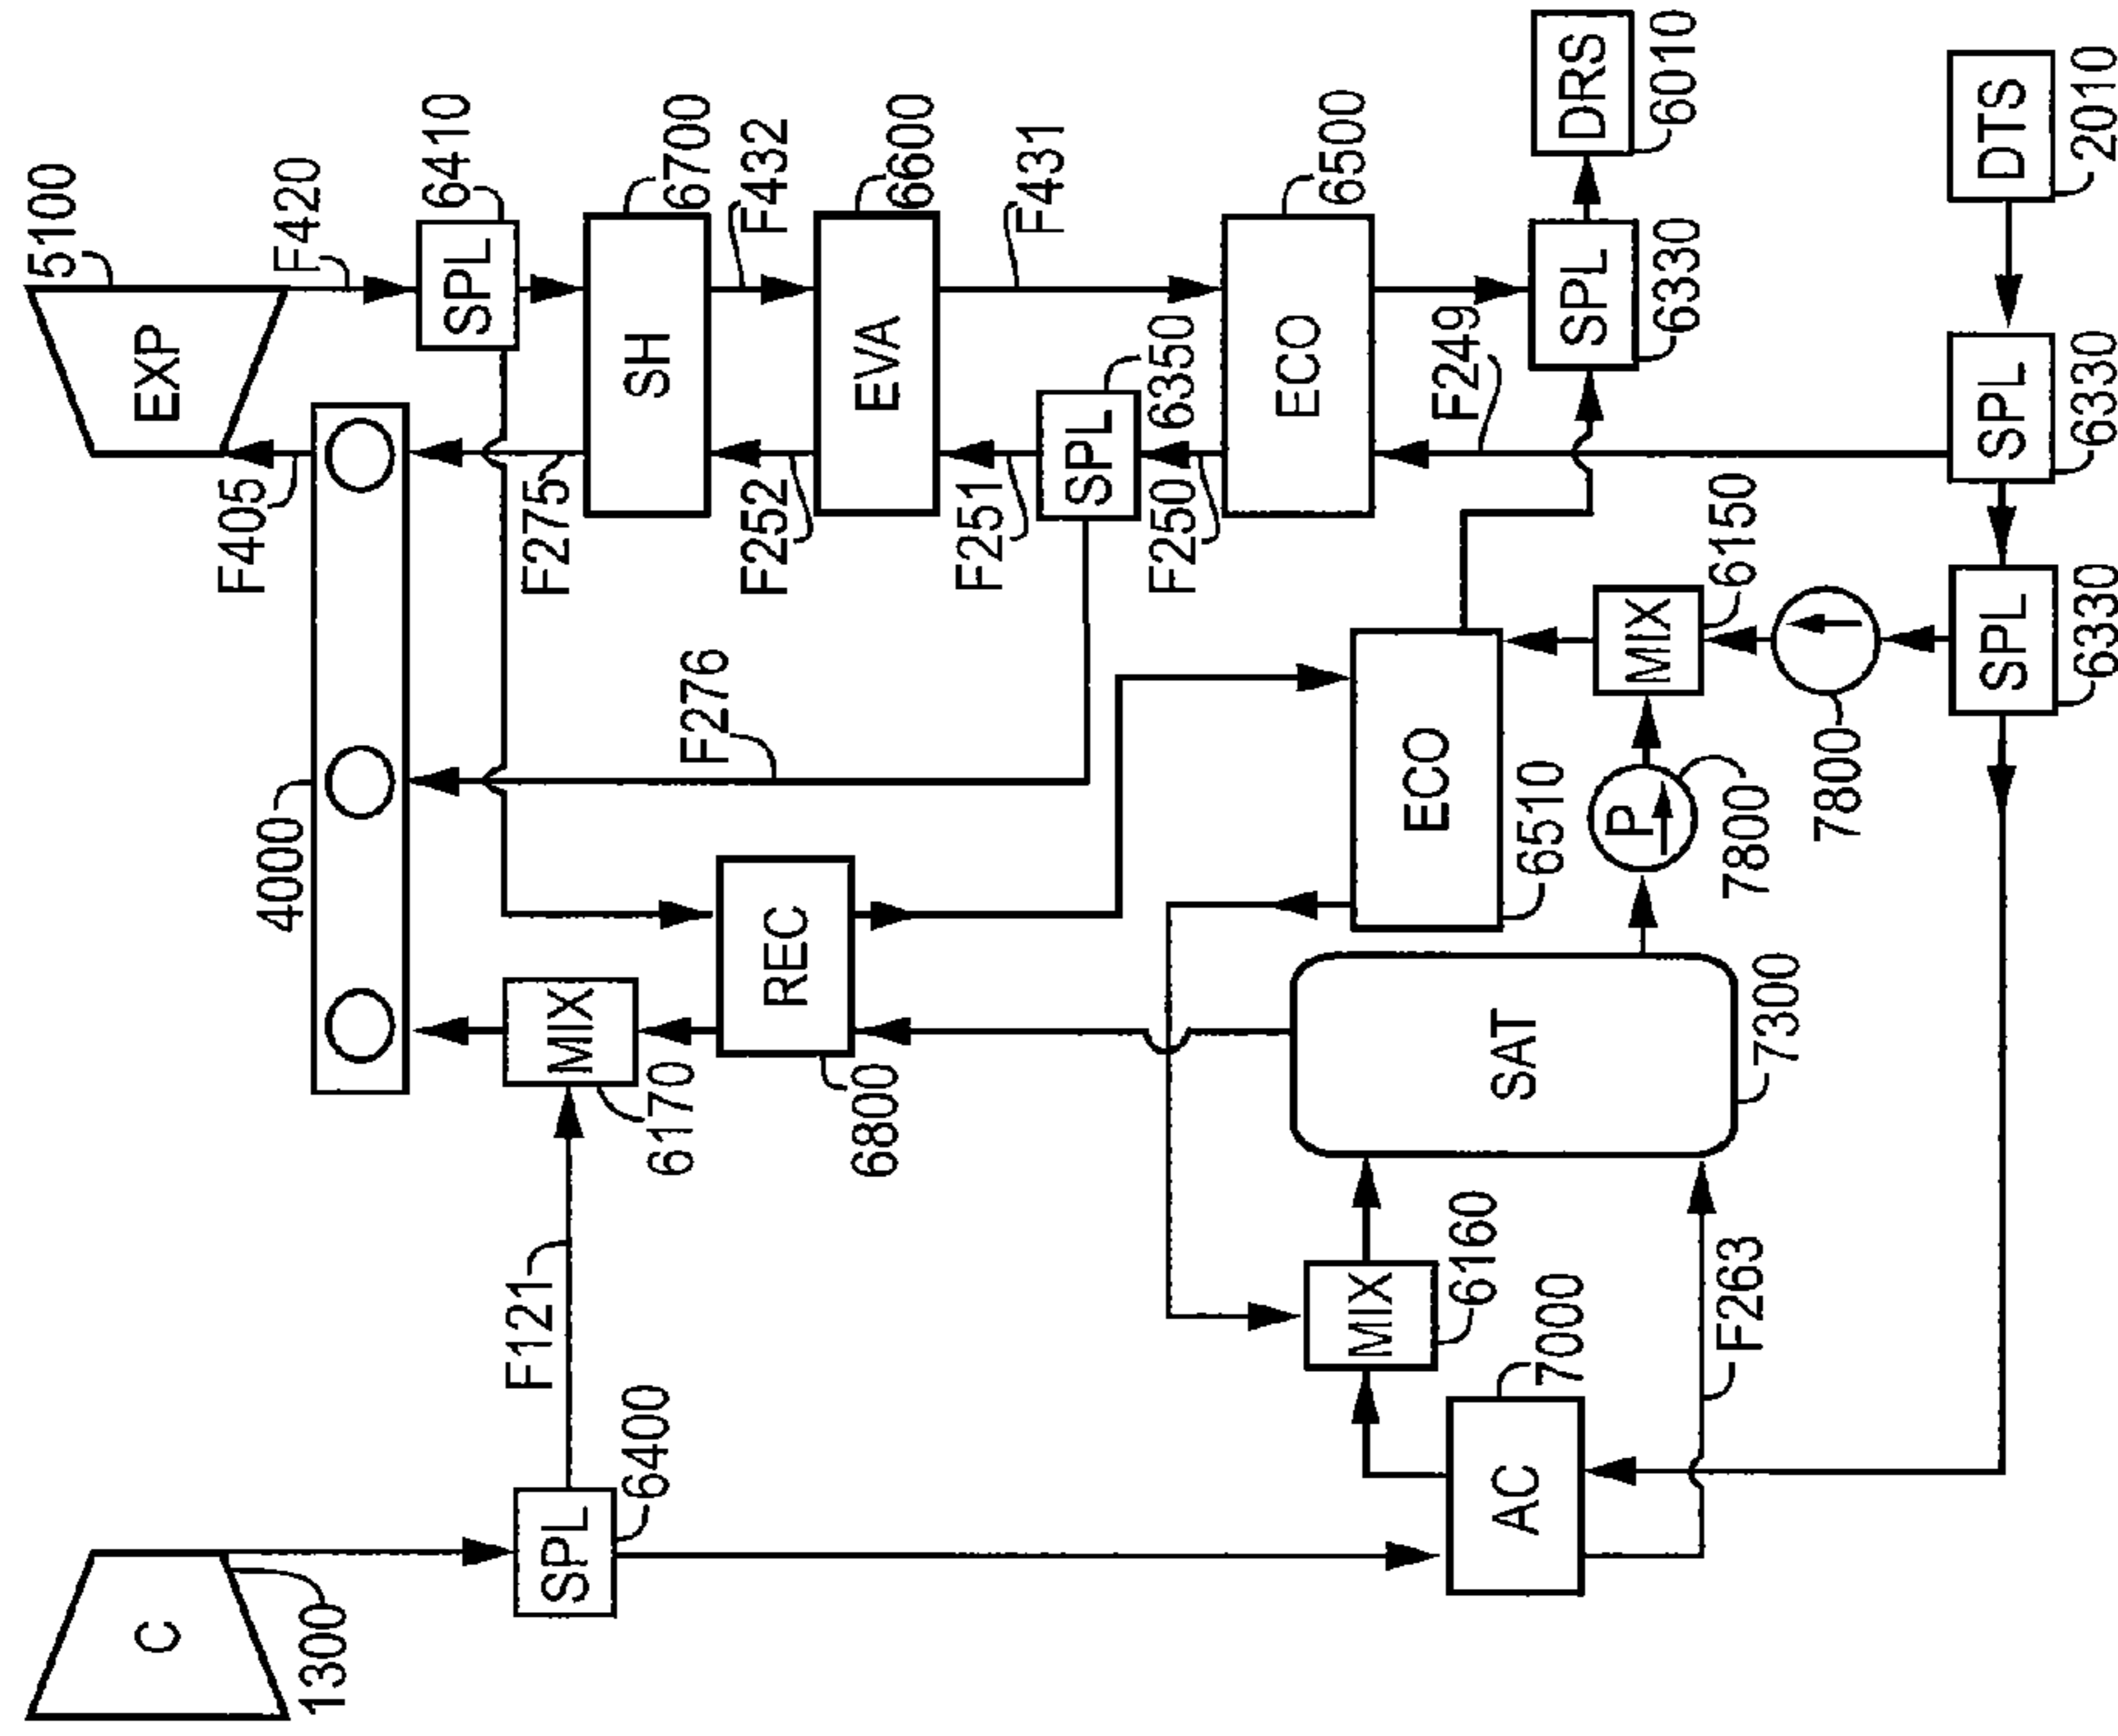 C
1300
SPL
6400
F121
MIX
6170
4000
F405
EXP
5100
F420
SPL
6410
F275
SH
6700
F432
F252
EVA
6600
F431
F251
SPL
6350
F250
F276
REC
6800
ECO
6500
F249
SPL
6330
DRS
6010
DTS
2010
SPL
6330
SPL
6330
7800
MIX
6150
P
7800
ECO
6510
SAT
7300
MIX
6160
AC
7000
F263